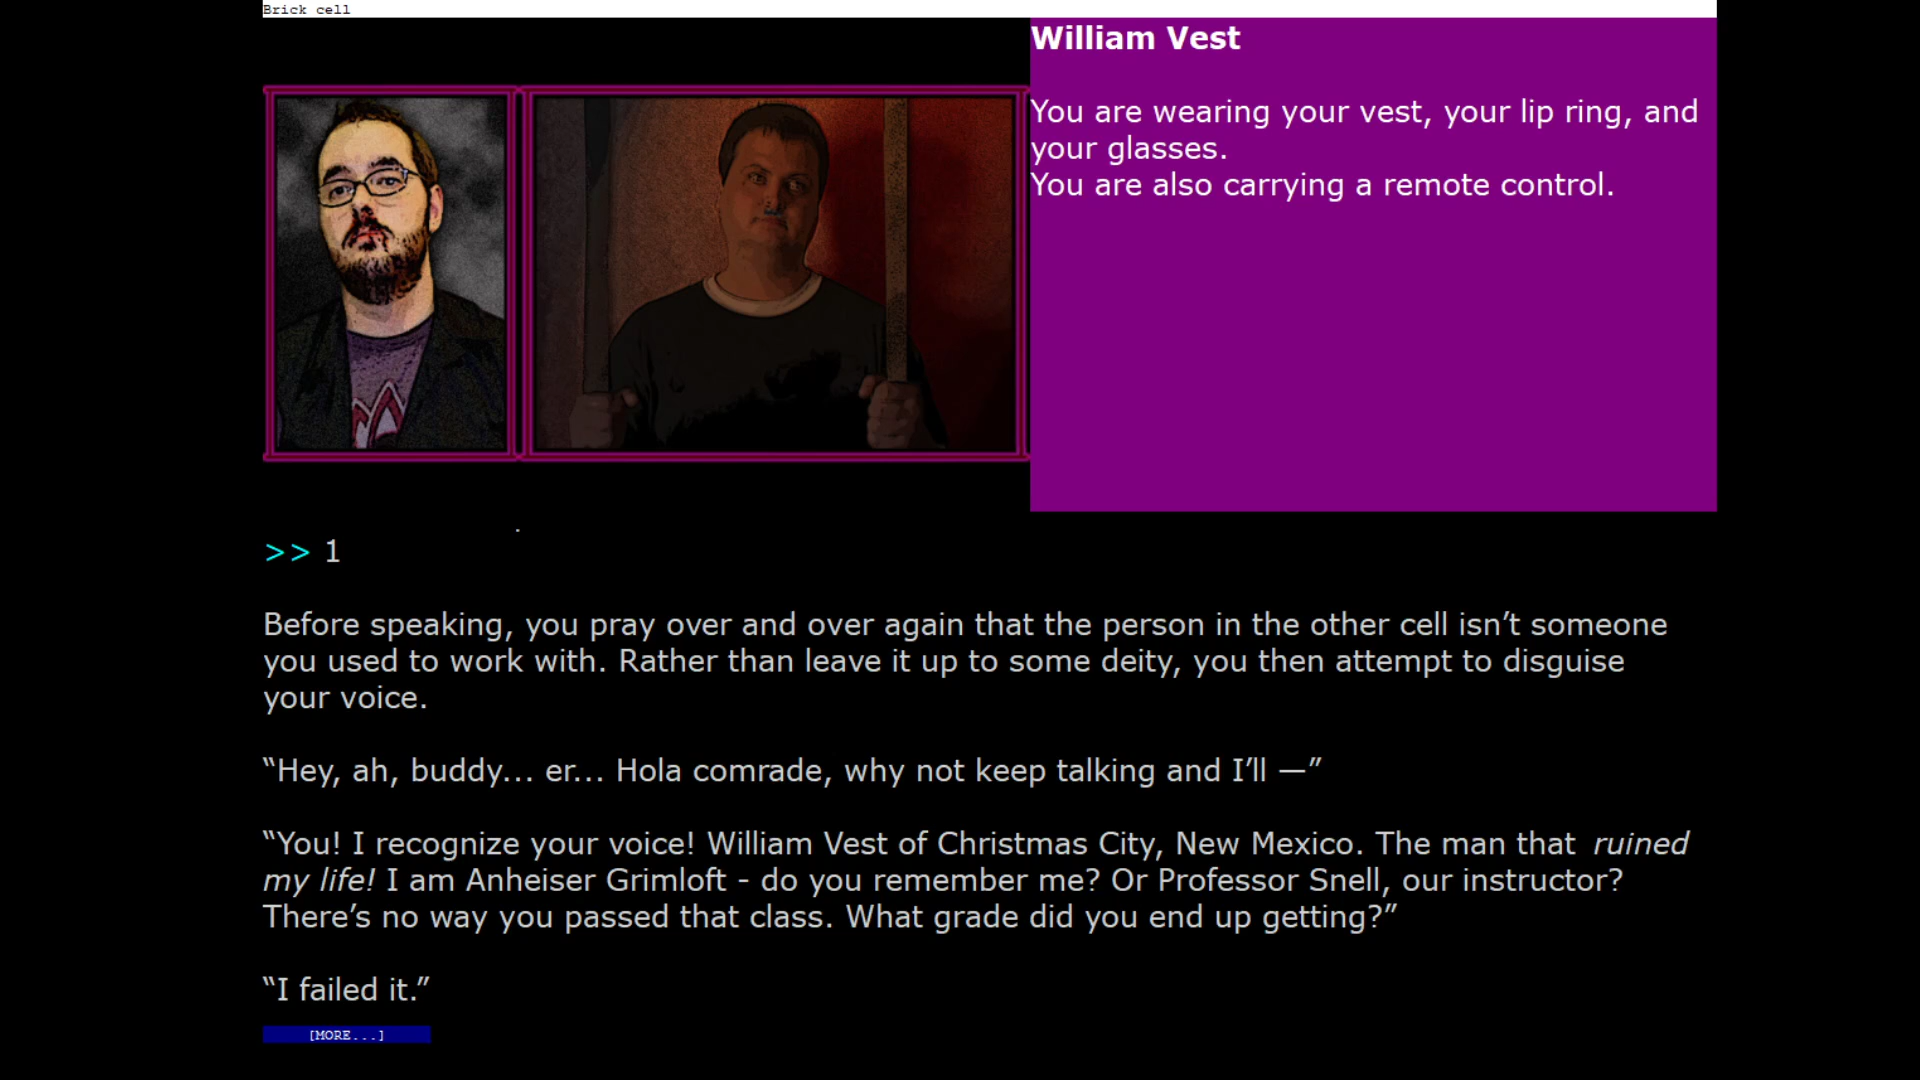 Brick cell
William Vest
You are wearing your vest, your lip ring, and
your glasses.
You are also carrying a remote control.
>> 1
Before speaking, you pray over and over again that the person in the other cell isn’t someone
you used to work with. Rather than leave it up to some deity, you then attempt to disguise
your voice.
“Hey, ah, buddy... er... Hola comrade, why not keep talking and I’ll —”
“You! I recognize your voice! William Vest of Christmas City, New Mexico. The man that ruined
my life! I am Anheiser Grimloft - do you remember me? Or Professor Snell, our instructor?
There’s no way you passed that class. What grade did you end up getting?”
“I failed it.”
[MORE...]